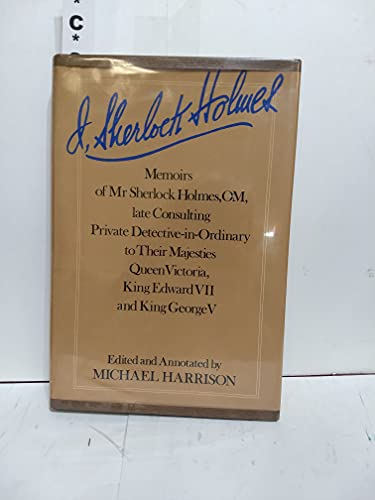 * C *
I, Sherlock Holmes
Memoirs
of Mr Sherlock Holmes, OM,
late Consulting
Private Detective-in-Ordinary
to Their Majesties
Queen Victoria,
King Edward VII
and King George V
Edited and Annotated by
MICHAEL HARRISON